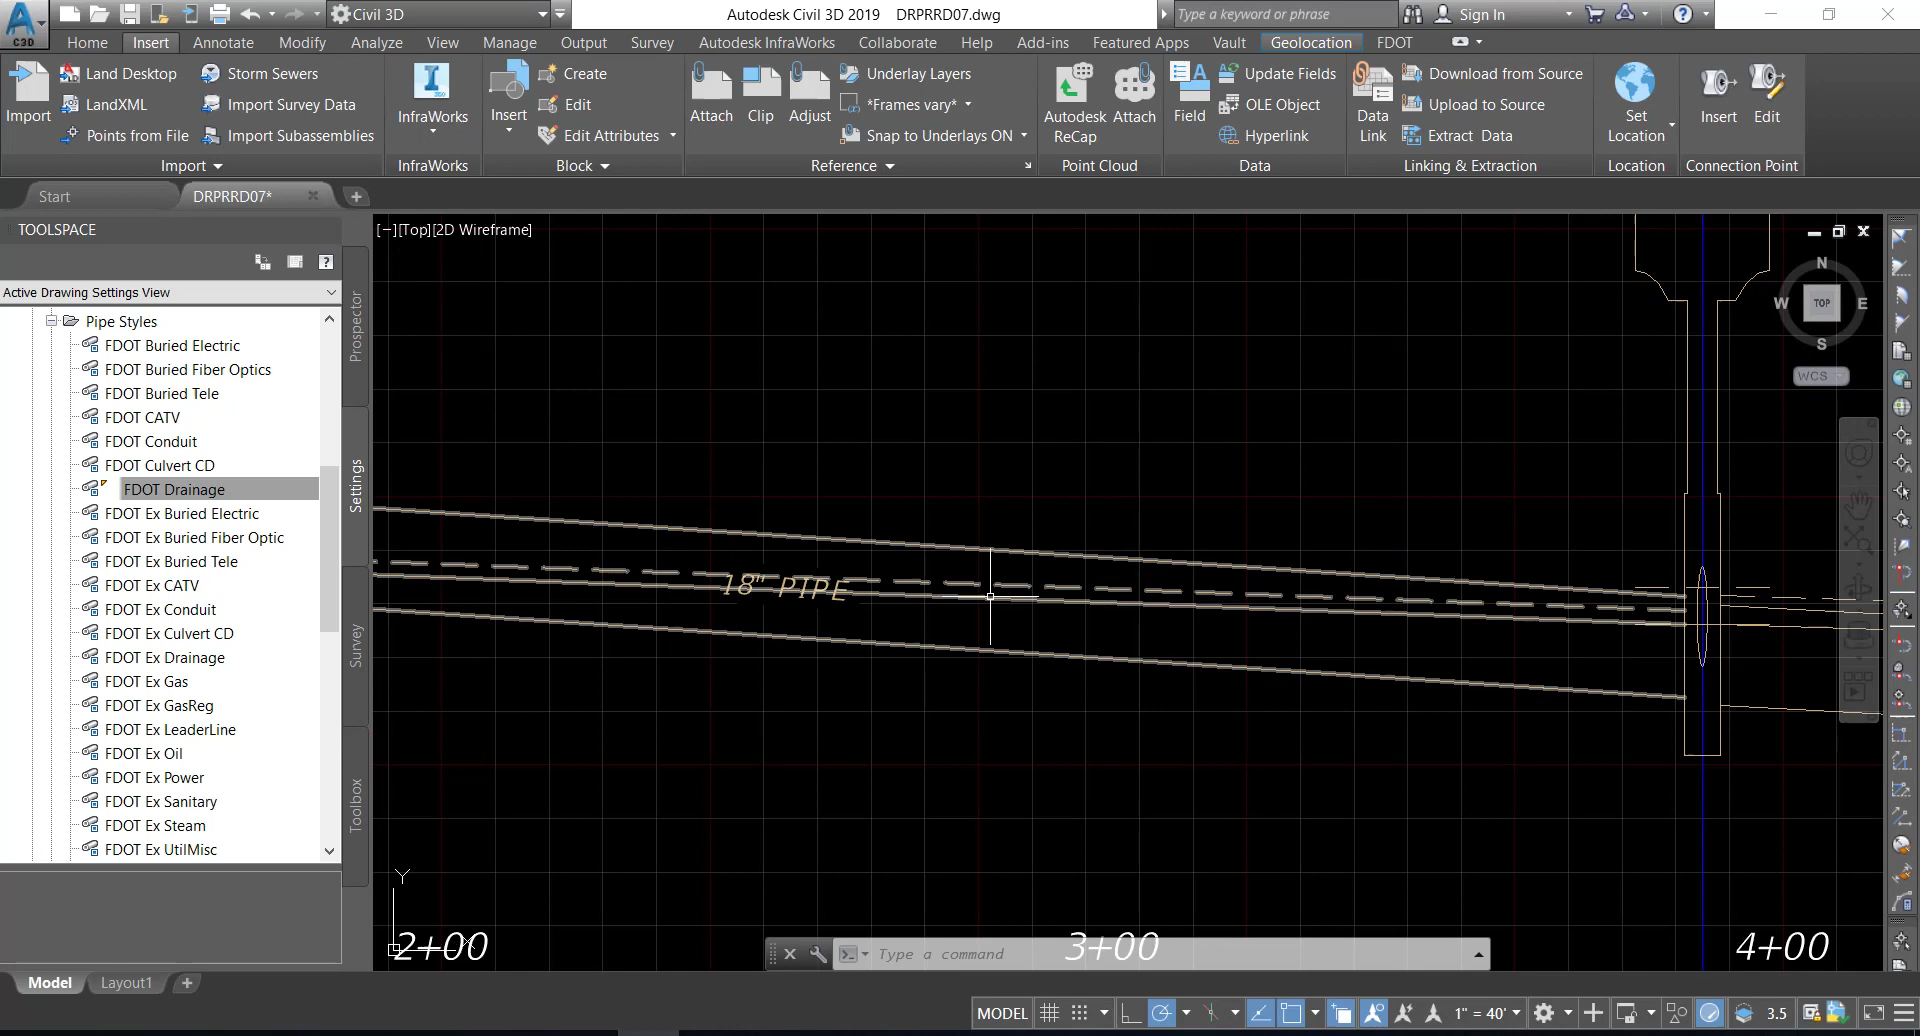 Civil 3D
Autodesk Civil 3D 2019 DRPRRD07.dwg
Type a keyword or phrase
Sign In
C3D
Home Insert Annotate Modify Analyze View Manage Output Survey Autodesk InfraWorks Collaborate Help Add-ins Featured Apps Vault Geolocation FDOT
Import
Land Desktop
LandXML
Points from File
Storm Sewers
Import Survey Data
Import Subassemblies
InfraWorks
Insert
Create
Edit
Edit Attributes
Attach
Clip
Adjust
Underlay Layers
*Frames vary*
Snap to Underlays ON
Autodesk
ReCap
Attach
Field
Update Fields
OLE Object
Hyperlink
Data
Link
Download from Source
Upload to Source
Extract Data
Set
Location
Insert
Edit
Import
InfraWorks
Block
Reference
Point Cloud
Data
Linking & Extraction
Location
Connection Point
Start
DRPRRD07*
TOOLSPACE
Active Drawing Settings View
Pipe Styles
FDOT Buried Electric
FDOT Buried Fiber Optics
FDOT Buried Tele
FDOT CATV
FDOT Conduit
FDOT Culvert CD
FDOT Drainage
FDOT Ex Buried Electric
FDOT Ex Buried Fiber Optic
FDOT Ex Buried Tele
FDOT Ex CATV
FDOT Ex Conduit
FDOT Ex Culvert CD
FDOT Ex Drainage
FDOT Ex Gas
FDOT Ex GasReg
FDOT Ex LeaderLine
FDOT Ex Oil
FDOT Ex Power
FDOT Ex Sanitary
FDOT Ex Steam
FDOT Ex UtilMisc
Prospector
Settings
Survey
Toolbox
[−][Top][2D Wireframe]
N
W TOP E
S
WCS
18" PIPE
Y
X
2+00
3+00
4+00
Type a command
Model
Layout1
MODEL
1" = 40'
3.5